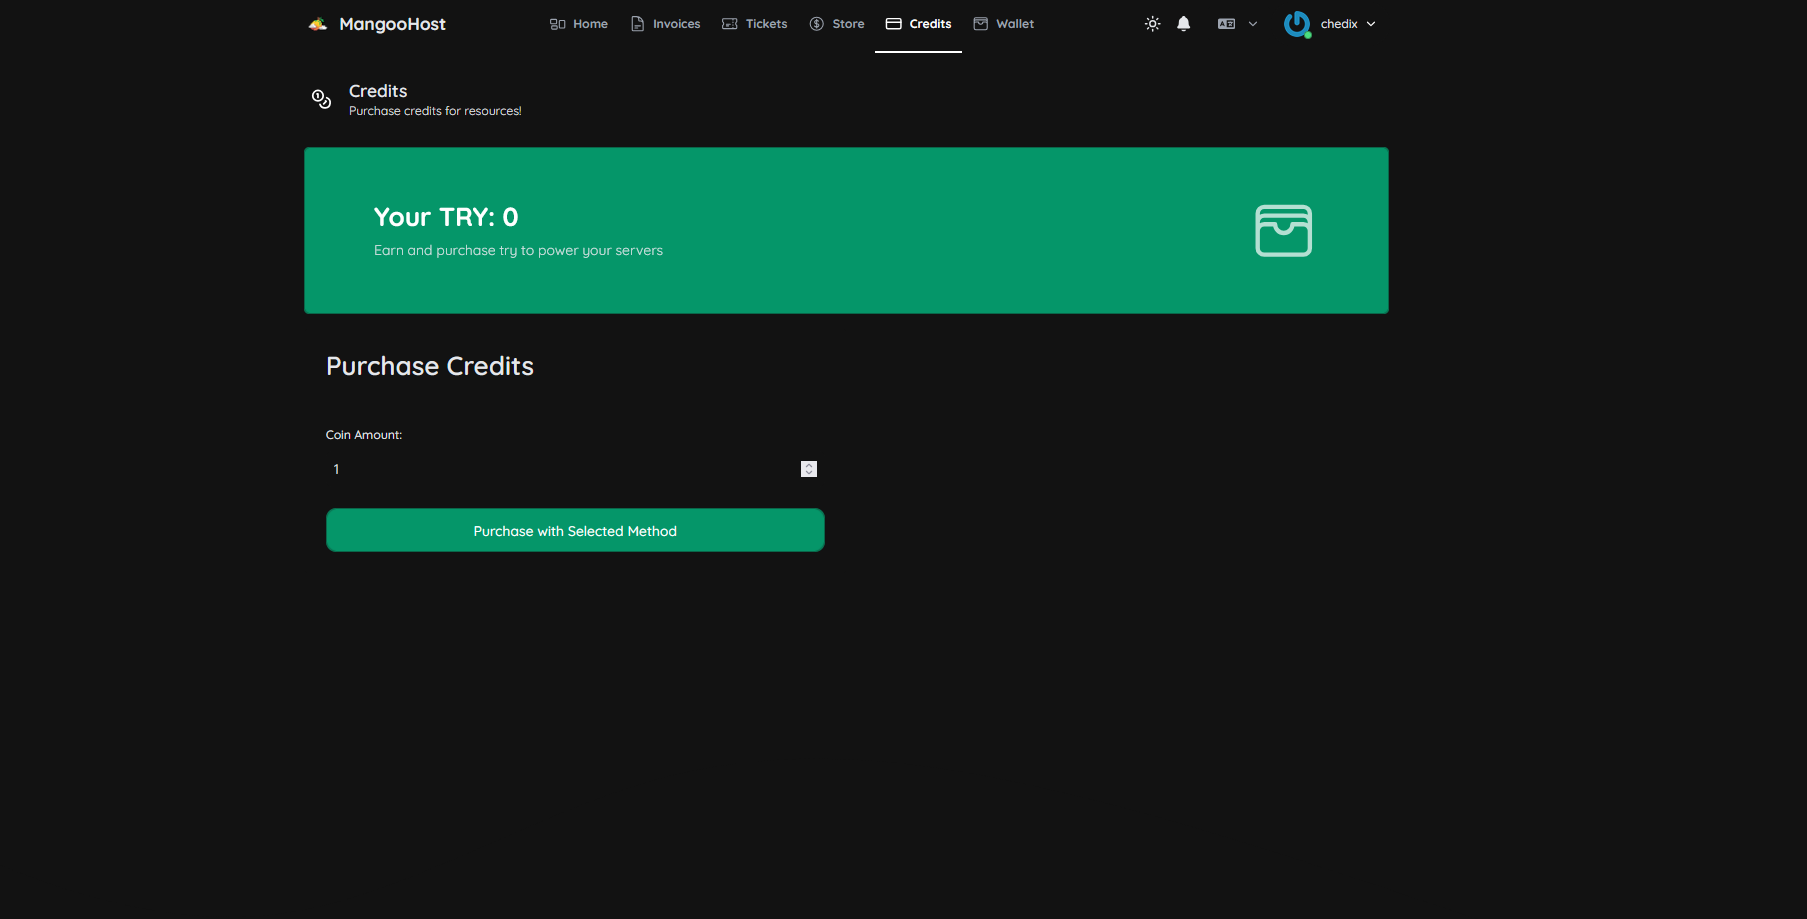 MangooHost
Home
Invoices
Tickets
Store
Credits
Wallet
chedix
Credits
Purchase credits for resources!
Your TRY: 0
Earn and purchase try to power your servers
Purchase Credits
Coin Amount:
1
Purchase with Selected Method